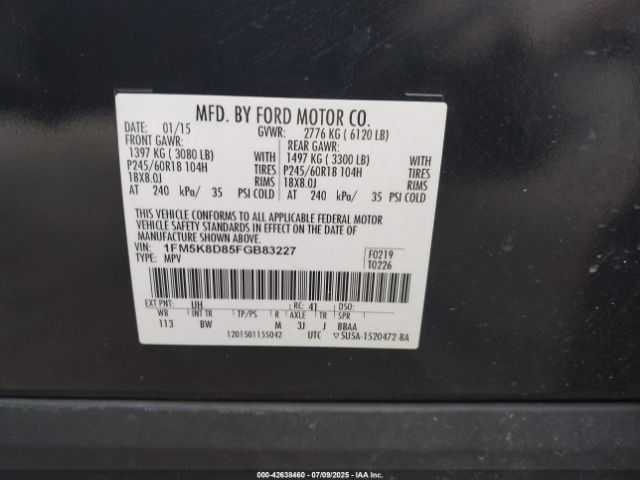 MFD. BY FORD MOTOR CO.
DATE: 01/15 GVWR: 2776 KG ( 6120 LB)
FRONT GAWR: REAR GAWR:
1397 KG ( 3080 LB) WITH 1497 KG ( 3300 LB) WITH
P245/60R18 104H TIRES P245/60R18 104H TIRES
18X8.0J RIMS 18X8.0J RIMS
AT 240 kPa/ 35 PSI COLD AT 240 kPa/ 35 PSI COLD
THIS VEHICLE CONFORMS TO ALL APPLICABLE FEDERAL MOTOR
VEHICLE SAFETY STANDARDS IN EFFECT ON THE DATE OF
MANUFACTURE SHOWN ABOVE.
VIN: 1FM5K8D85FGB83227 F0219
TYPE: MPV T0226
EXT PNT: UH RC: 41 DSO:
WB INT TR TP/PS R AXLE TR SPR
113 BW M 3J J BBAA
1201501155042 UTC ▽5U5A-1520472-BA
000-42638460 - 07/09/2025 - IAAI.COM